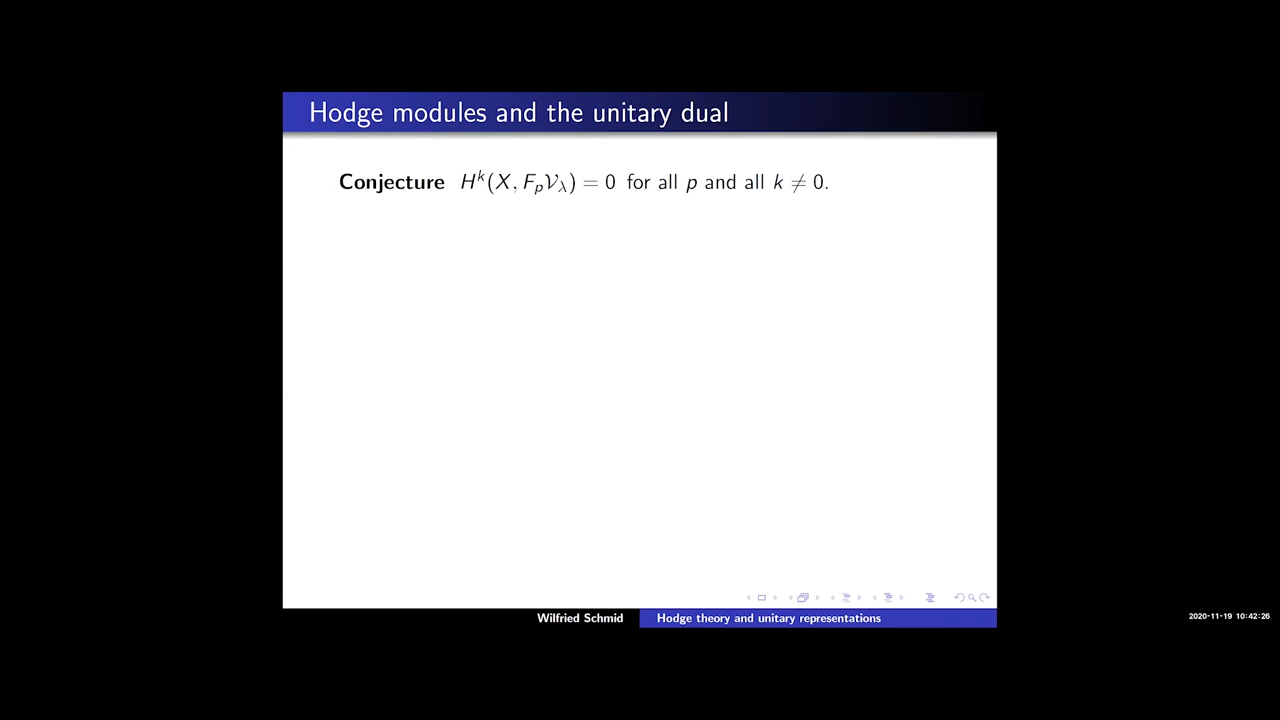 Hodge modules and the unitary dual
Conjecture H^k(X, F_p𝒱_λ) = 0 for all p and all k ≠ 0.
Wilfried Schmid
Hodge theory and unitary representations
2020-11-19 10:42:26